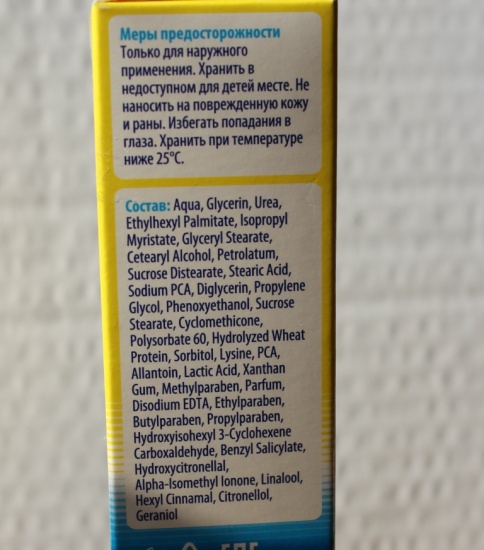 Меры предосторожности
Только для наружного
применения. Хранить в
недоступном для детей месте. Не
наносить на поврежденную кожу
и раны. Избегать попадания в
глаза. Хранить при температуре
ниже 25°С.
Состав: Aqua, Glycerin, Urea,
Ethylhexyl Palmitate, Isopropyl
Myristate, Glyceryl Stearate,
Cetearyl Alcohol, Petrolatum,
Sucrose Distearate, Stearic Acid,
Sodium PCA, Diglycerin, Propylene
Glycol, Phenoxyethanol, Sucrose
Stearate, Cyclomethicone,
Polysorbate 60, Hydrolyzed Wheat
Protein, Sorbitol, Lysine, PCA,
Allantoin, Lactic Acid, Xanthan
Gum, Methylparaben, Parfum,
Disodium EDTA, Ethylparaben,
Butylparaben, Propylparaben,
Hydroxyisohexyl 3-Cyclohexene
Carboxaldehyde, Benzyl Salicylate,
Hydroxycitronellal,
Alpha-Isomethyl Ionone, Linalool,
Hexyl Cinnamal, Citronellol,
Geraniol